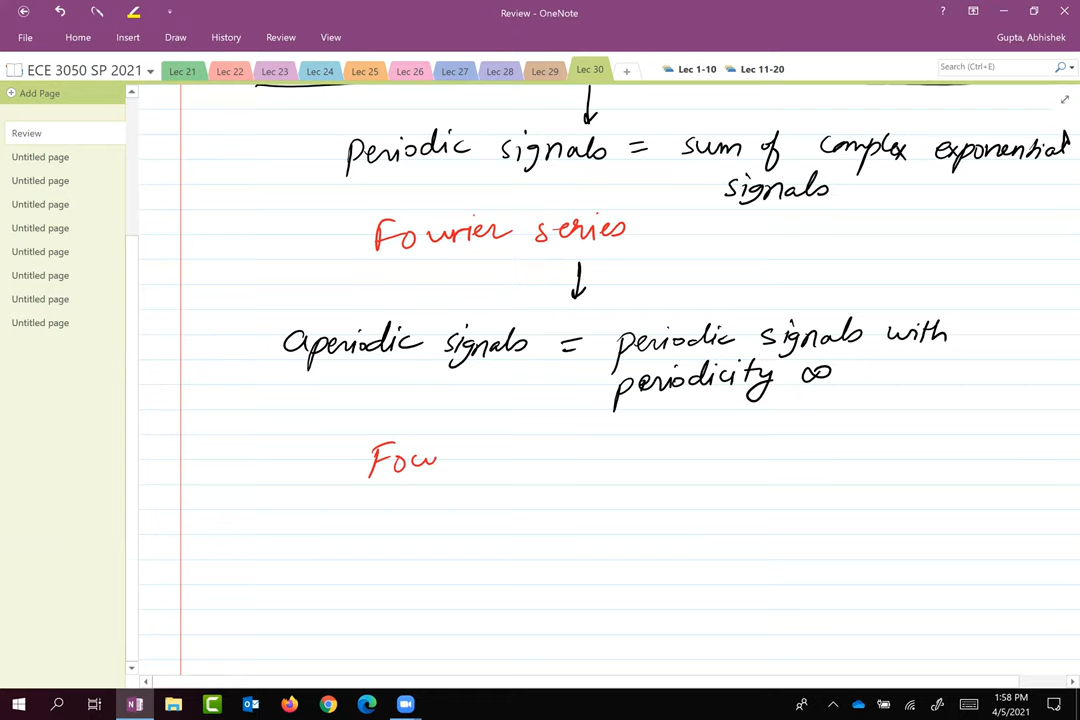 Review - OneNote
?
File Home Insert Draw History Review View
Gupta, Abhishek
ECE 3050 SP 2021
Lec 21 Lec 22 Lec 23 Lec 24 Lec 25 Lec 26 Lec 27 Lec 28 Lec 29 Lec 30 + Lec 1-10 Lec 11-20
Search (Ctrl+E)
Add Page
Review
Untitled page
Untitled page
Untitled page
Untitled page
Untitled page
Untitled page
Untitled page
Untitled page
periodic signals = sum of complex exponential
signals
Fourier series
aperiodic signals = periodic signals with
periodicity ∞
Fou
1:58 PM
4/5/2021